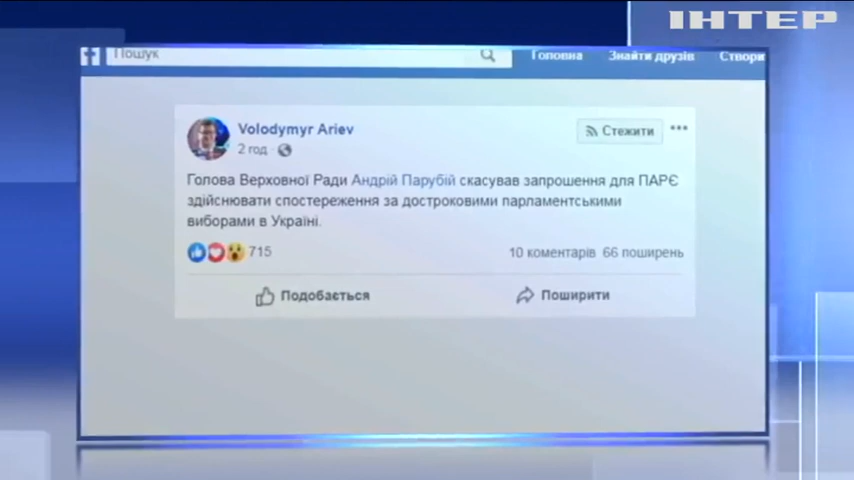 ІНТЕР
Пошук
Головна
Знайти друзів
Створи
Volodymyr Ariev
2 год ·
Стежити
Голова Верховної Ради Андрій Парубій скасував запрошення для ПАРЄ
здійснювати спостереження за достроковими парламентськими
виборами в Україні.
715
10 коментарів 66 поширень
Подобається
Поширити